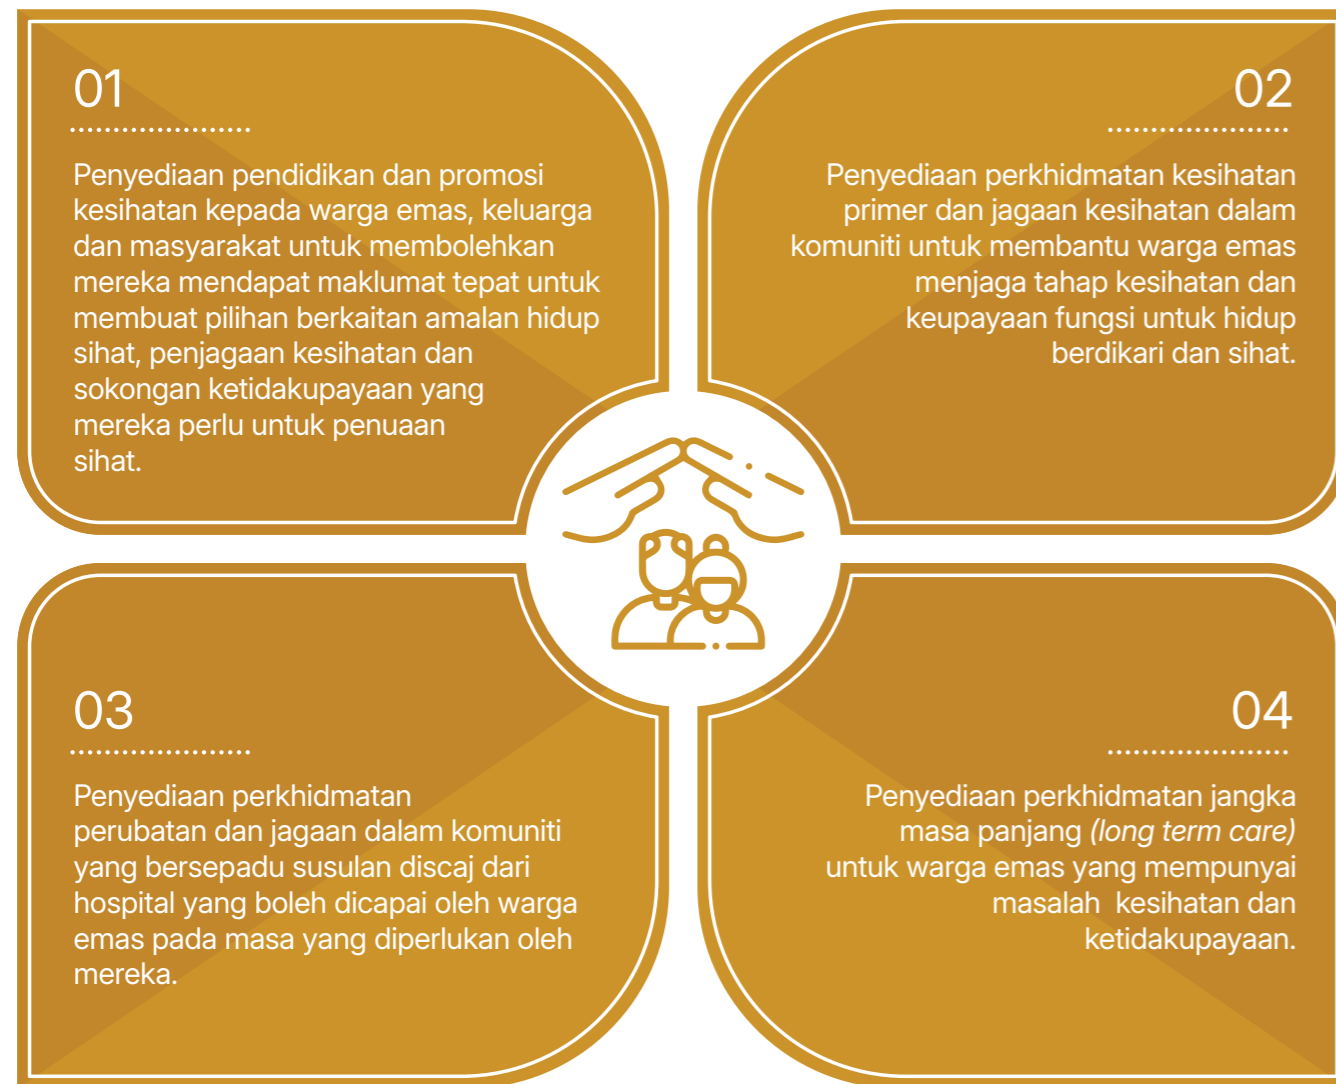 01
Penyediaan pendidikan dan promosi
kesihatan kepada warga emas, keluarga
dan masyarakat untuk membolehkan
mereka mendapat maklumat tepat untuk
membuat pilihan berkaitan amalan hidup
sihat, penjagaan kesihatan dan
sokongan ketidakupayaan yang
mereka perlu untuk penuaan
sihat.
02
Penyediaan perkhidmatan kesihatan
primer dan jagaan kesihatan dalam
komuniti untuk membantu warga emas
menjaga tahap kesihatan dan
keupayaan fungsi untuk hidup
berdikari dan sihat.
03
Penyediaan perkhidmatan
perubatan dan jagaan dalam komuniti
yang bersepadu susulan discaj dari
hospital yang boleh dicapai oleh warga
emas pada masa yang diperlukan oleh
mereka.
04
Penyediaan perkhidmatan jangka
masa panjang (long term care)
untuk warga emas yang mempunyai
masalah  kesihatan dan
ketidakupayaan.